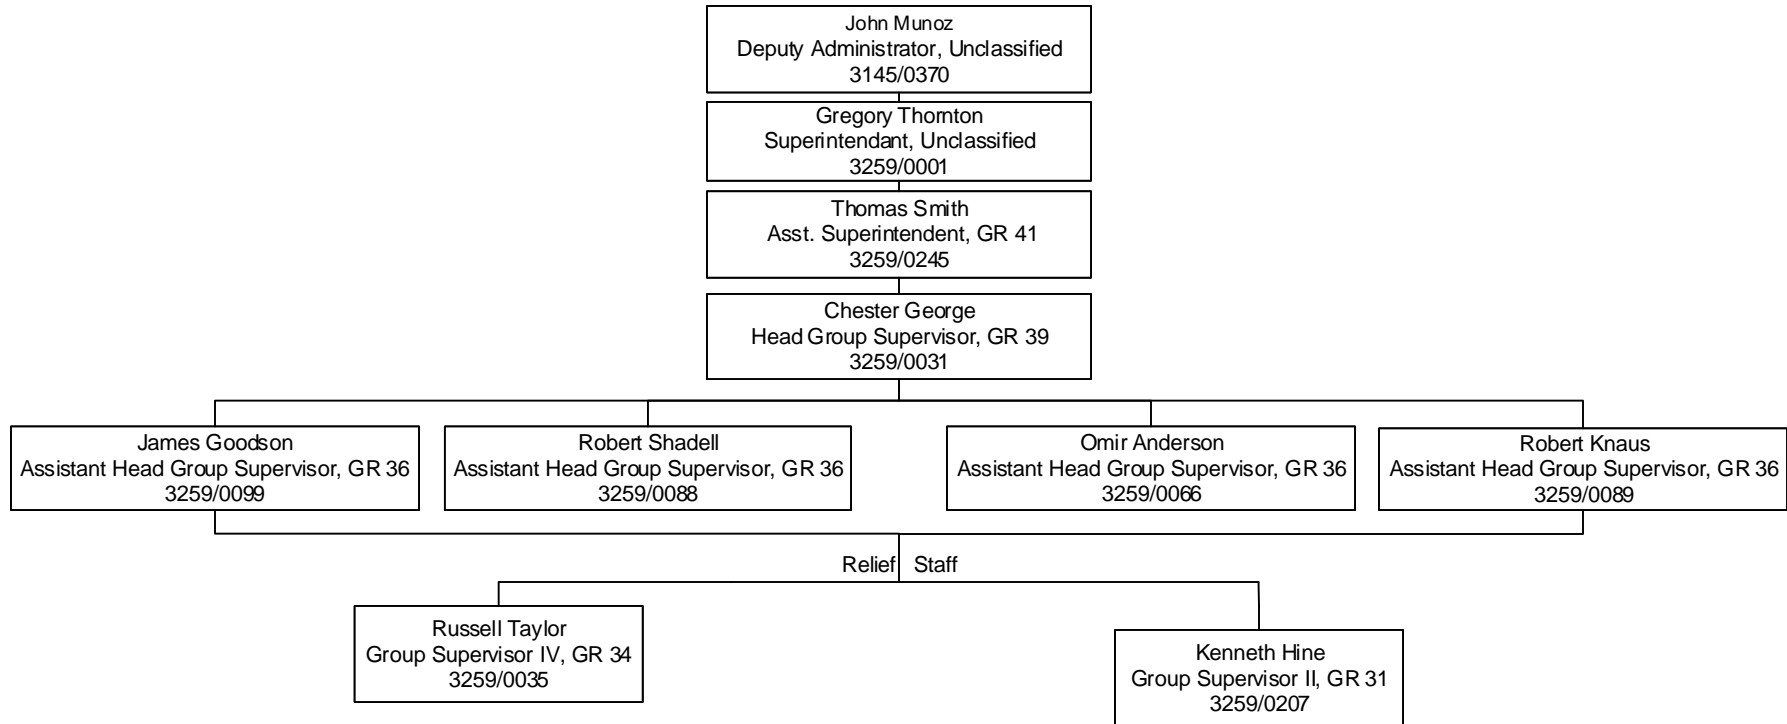 John Munoz
Deputy Administrator, Unclassified
3145/0370
Gregory Thornton
Superintendant, Unclassified
3259/0001
Thomas Smith
Asst. Superintendent, GR 41
3259/0245
Chester George
Head Group Supervisor, GR 39
3259/0031
James Goodson
Assistant Head Group Supervisor, GR 36
3259/0099
Robert Shadell
Assistant Head Group Supervisor, GR 36
3259/0088
Omir Anderson
Assistant Head Group Supervisor, GR 36
3259/0066
Robert Knaus
Assistant Head Group Supervisor, GR 36
3259/0089
Relief Staff
Russell Taylor
Group Supervisor IV, GR 34
3259/0035
Kenneth Hine
Group Supervisor II, GR 31
3259/0207